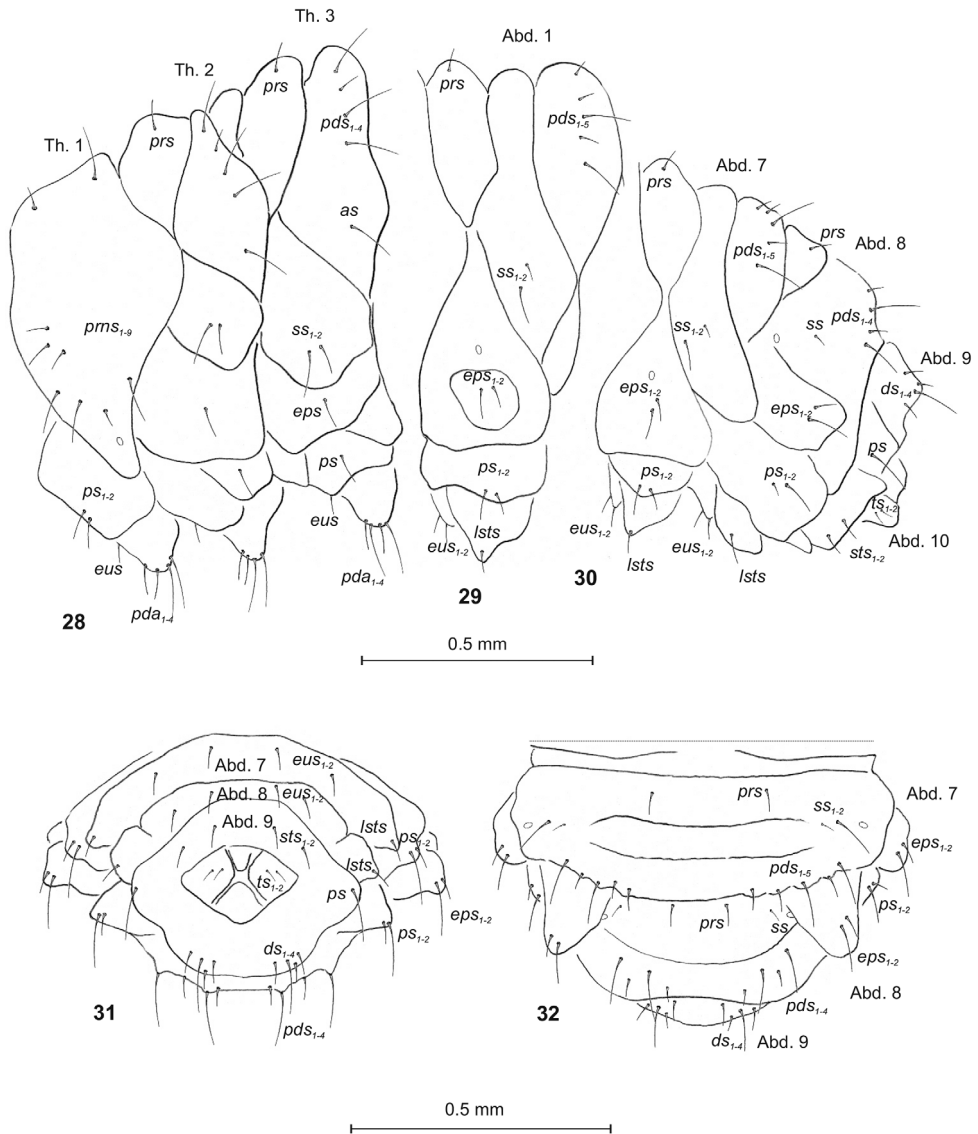 Th. 1
Th. 2
Th. 3
prs
prs
pds1-4
as
prns1-9
ss1-2
eps
ps
eus
ps1-2
eus
pda1-4
pda1-4
28
Abd. 1
prs
pds1-5
ss1-2
eps1-2
ps1-2
eus1-2
lsts
29
Abd. 7
prs
pds1-5
prs
Abd. 8
ss1-2
ss
pds1-4
Abd. 9
ds1-4
eps1-2
eps1-2
ps
ps1-2
ps1-2
ts1-2
Abd. 10
eus1-2
lsts
eus1-2
lsts
sts1-2
30
0.5 mm
Abd. 7
eus1-2
Abd. 8
eus1-2
Abd. 9
sts1-2
lsts
ps1-2
lsts
ts1-2
ps
eps1-2
ps1-2
ds1-4
pds1-4
31
prs
Abd. 7
ss1-2
eps1-2
pds1-5
ps1-2
prs
ss
eps1-2
Abd. 8
pds1-4
ds1-4
Abd. 9
32
0.5 mm